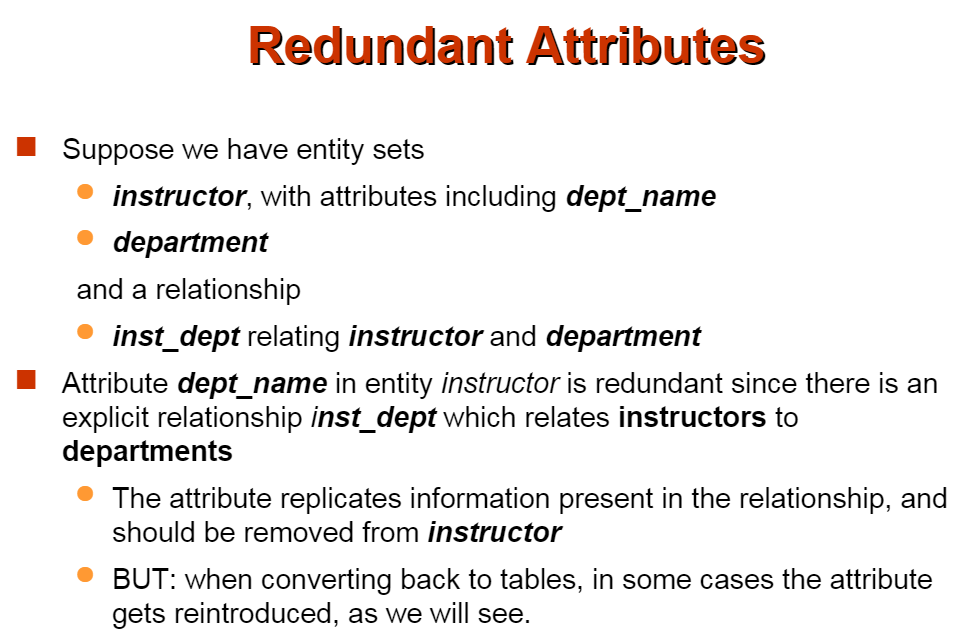 Redundant Attributes
Suppose we have entity sets
instructor, with attributes including dept_name
department
and a relationship
inst_dept relating instructor and department
Attribute dept_name in entity instructor is redundant since there is an
explicit relationship inst_dept which relates instructors to
departments
The attribute replicates information present in the relationship, and
should be removed from instructor
BUT: when converting back to tables, in some cases the attribute
gets reintroduced, as we will see.